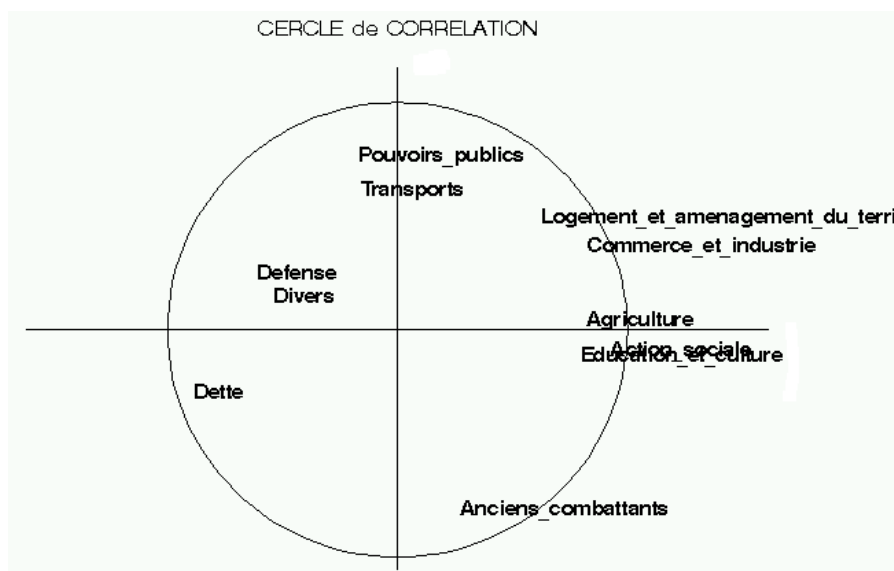 CERCLE de CORRELATION
Pouvoirs_publics
Transports
Logement_et_amenagement_du_terri
Commerce_et_industrie
Defense
Divers
Agriculture
Action_sociale
Education_et_culture
Dette
Anciens_combattants